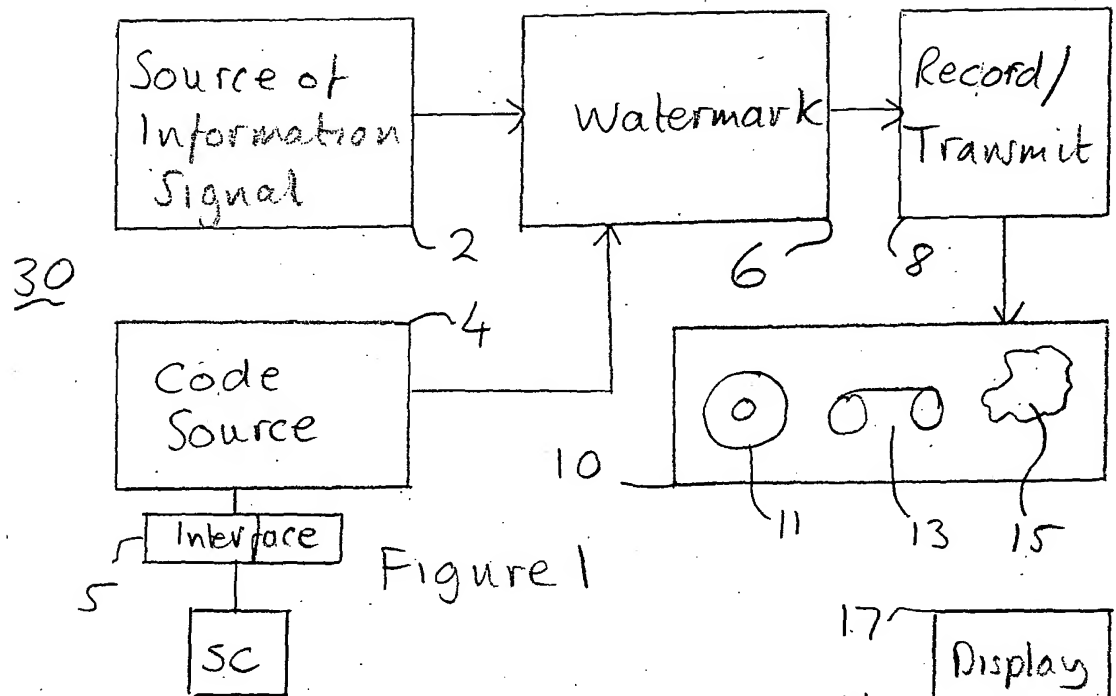 Source of
Information
Signal
2
Watermark
6
Record/
Transmit
8
30
4
Code
Source
10
11
13
15
5
Interface
Figure 1
SC
17
Display